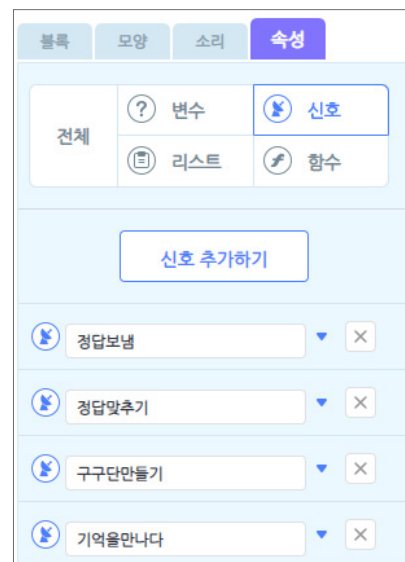 블록 모양 소리 속성
전체
? 변수 신호
리스트 함수
신호 추가하기
정답보냄
정답맞추기
구구단만들기
기억을만나다